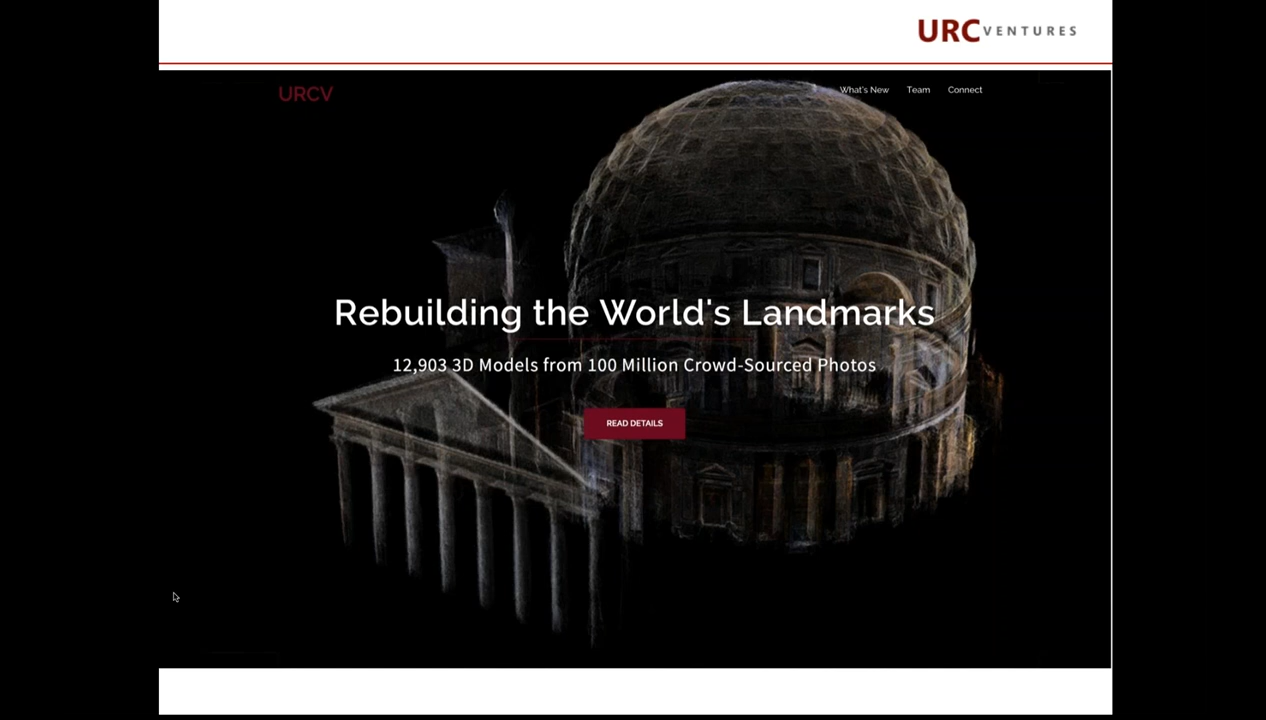 URC VENTURES
URCV
What's New Team Connect
Rebuilding the World's Landmarks
12,903 3D Models from 100 Million Crowd-Sourced Photos
READ DETAILS